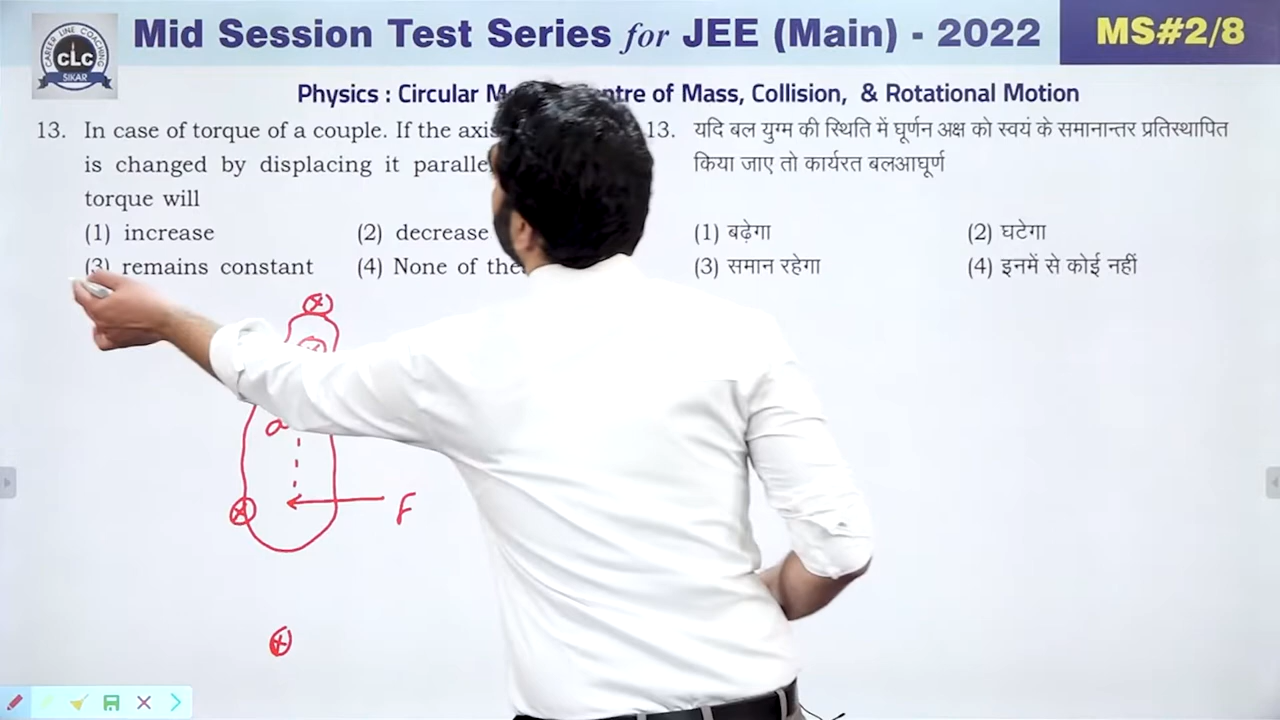 CAREER LINE COACHING
CLC
SIKAR
Mid Session Test Series for JEE (Main) - 2022
MS#2/8
Physics : Circular M ntre of Mass, Collision, & Rotational Motion
13. In case of torque of a couple. If the axis
is changed by displacing it paralle
torque will
(1) increase (2) decrease
(3) remains constant (4) None of the
13. यदि बल युग्म की स्थिति में घूर्णन अक्ष को स्वयं के समानान्तर प्रतिस्थापित
किया जाए तो कार्यरत बलआघूर्ण
(1) बढ़ेगा (2) घटेगा
(3) समान रहेगा (4) इनमें से कोई नहीं
F